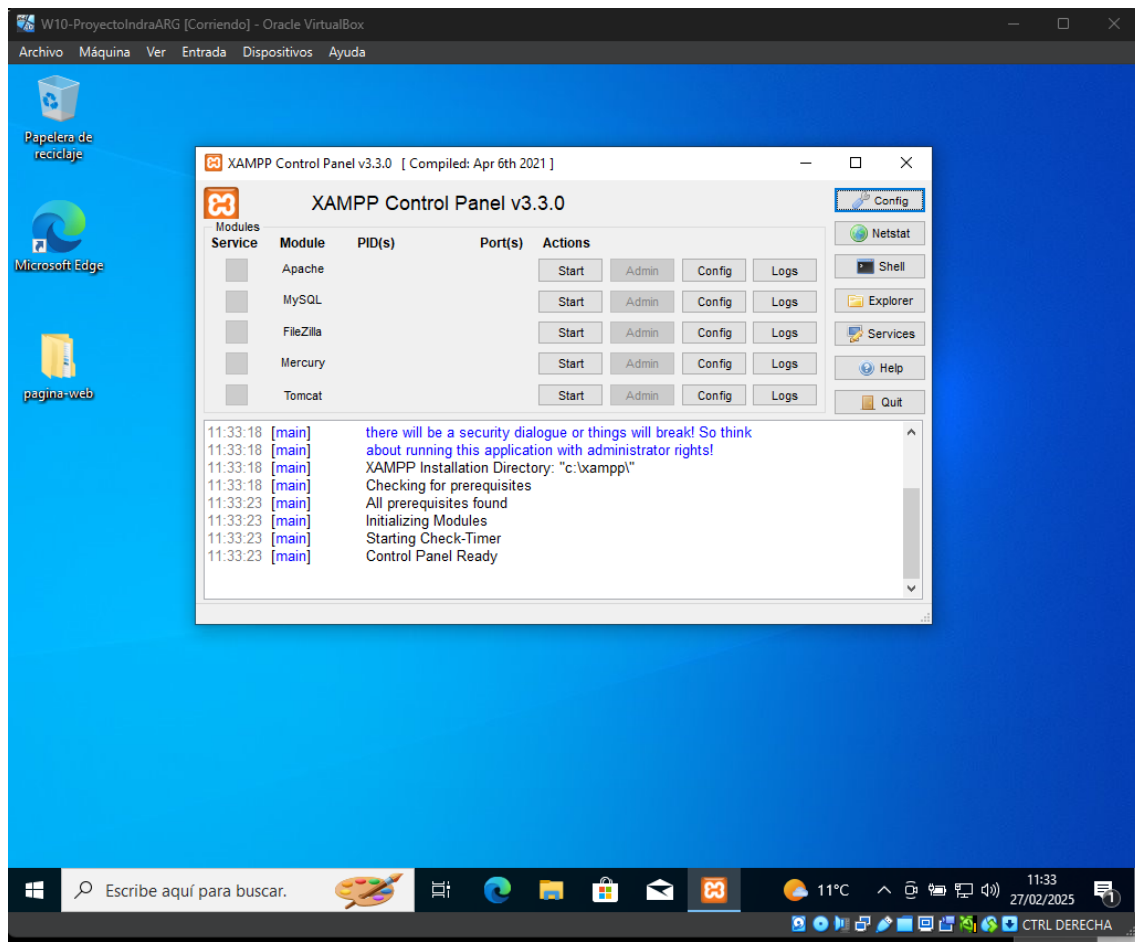 W10-ProyectoIndraARG [Corriendo] - Oracle VirtualBox
Archivo Máquina Ver Entrada Dispositivos Ayuda
Papelera de
reciclaje
Microsoft Edge
pagina-web
XAMPP Control Panel v3.3.0 [ Compiled: Apr 6th 2021 ]
XAMPP Control Panel v3.3.0
Modules
Service Module PID(s) Port(s) Actions
Apache Start Admin Config Logs
MySQL Start Admin Config Logs
FileZilla Start Admin Config Logs
Mercury Start Admin Config Logs
Tomcat Start Admin Config Logs
Config
Netstat
Shell
Explorer
Services
Help
Quit
11:33:18 [main] there will be a security dialogue or things will break! So think
11:33:18 [main] about running this application with administrator rights!
11:33:18 [main] XAMPP Installation Directory: "c:\xampp\"
11:33:18 [main] Checking for prerequisites
11:33:23 [main] All prerequisites found
11:33:23 [main] Initializing Modules
11:33:23 [main] Starting Check-Timer
11:33:23 [main] Control Panel Ready
Escribe aquí para buscar.
11°C
11:33
27/02/2025
1
CTRL DERECHA